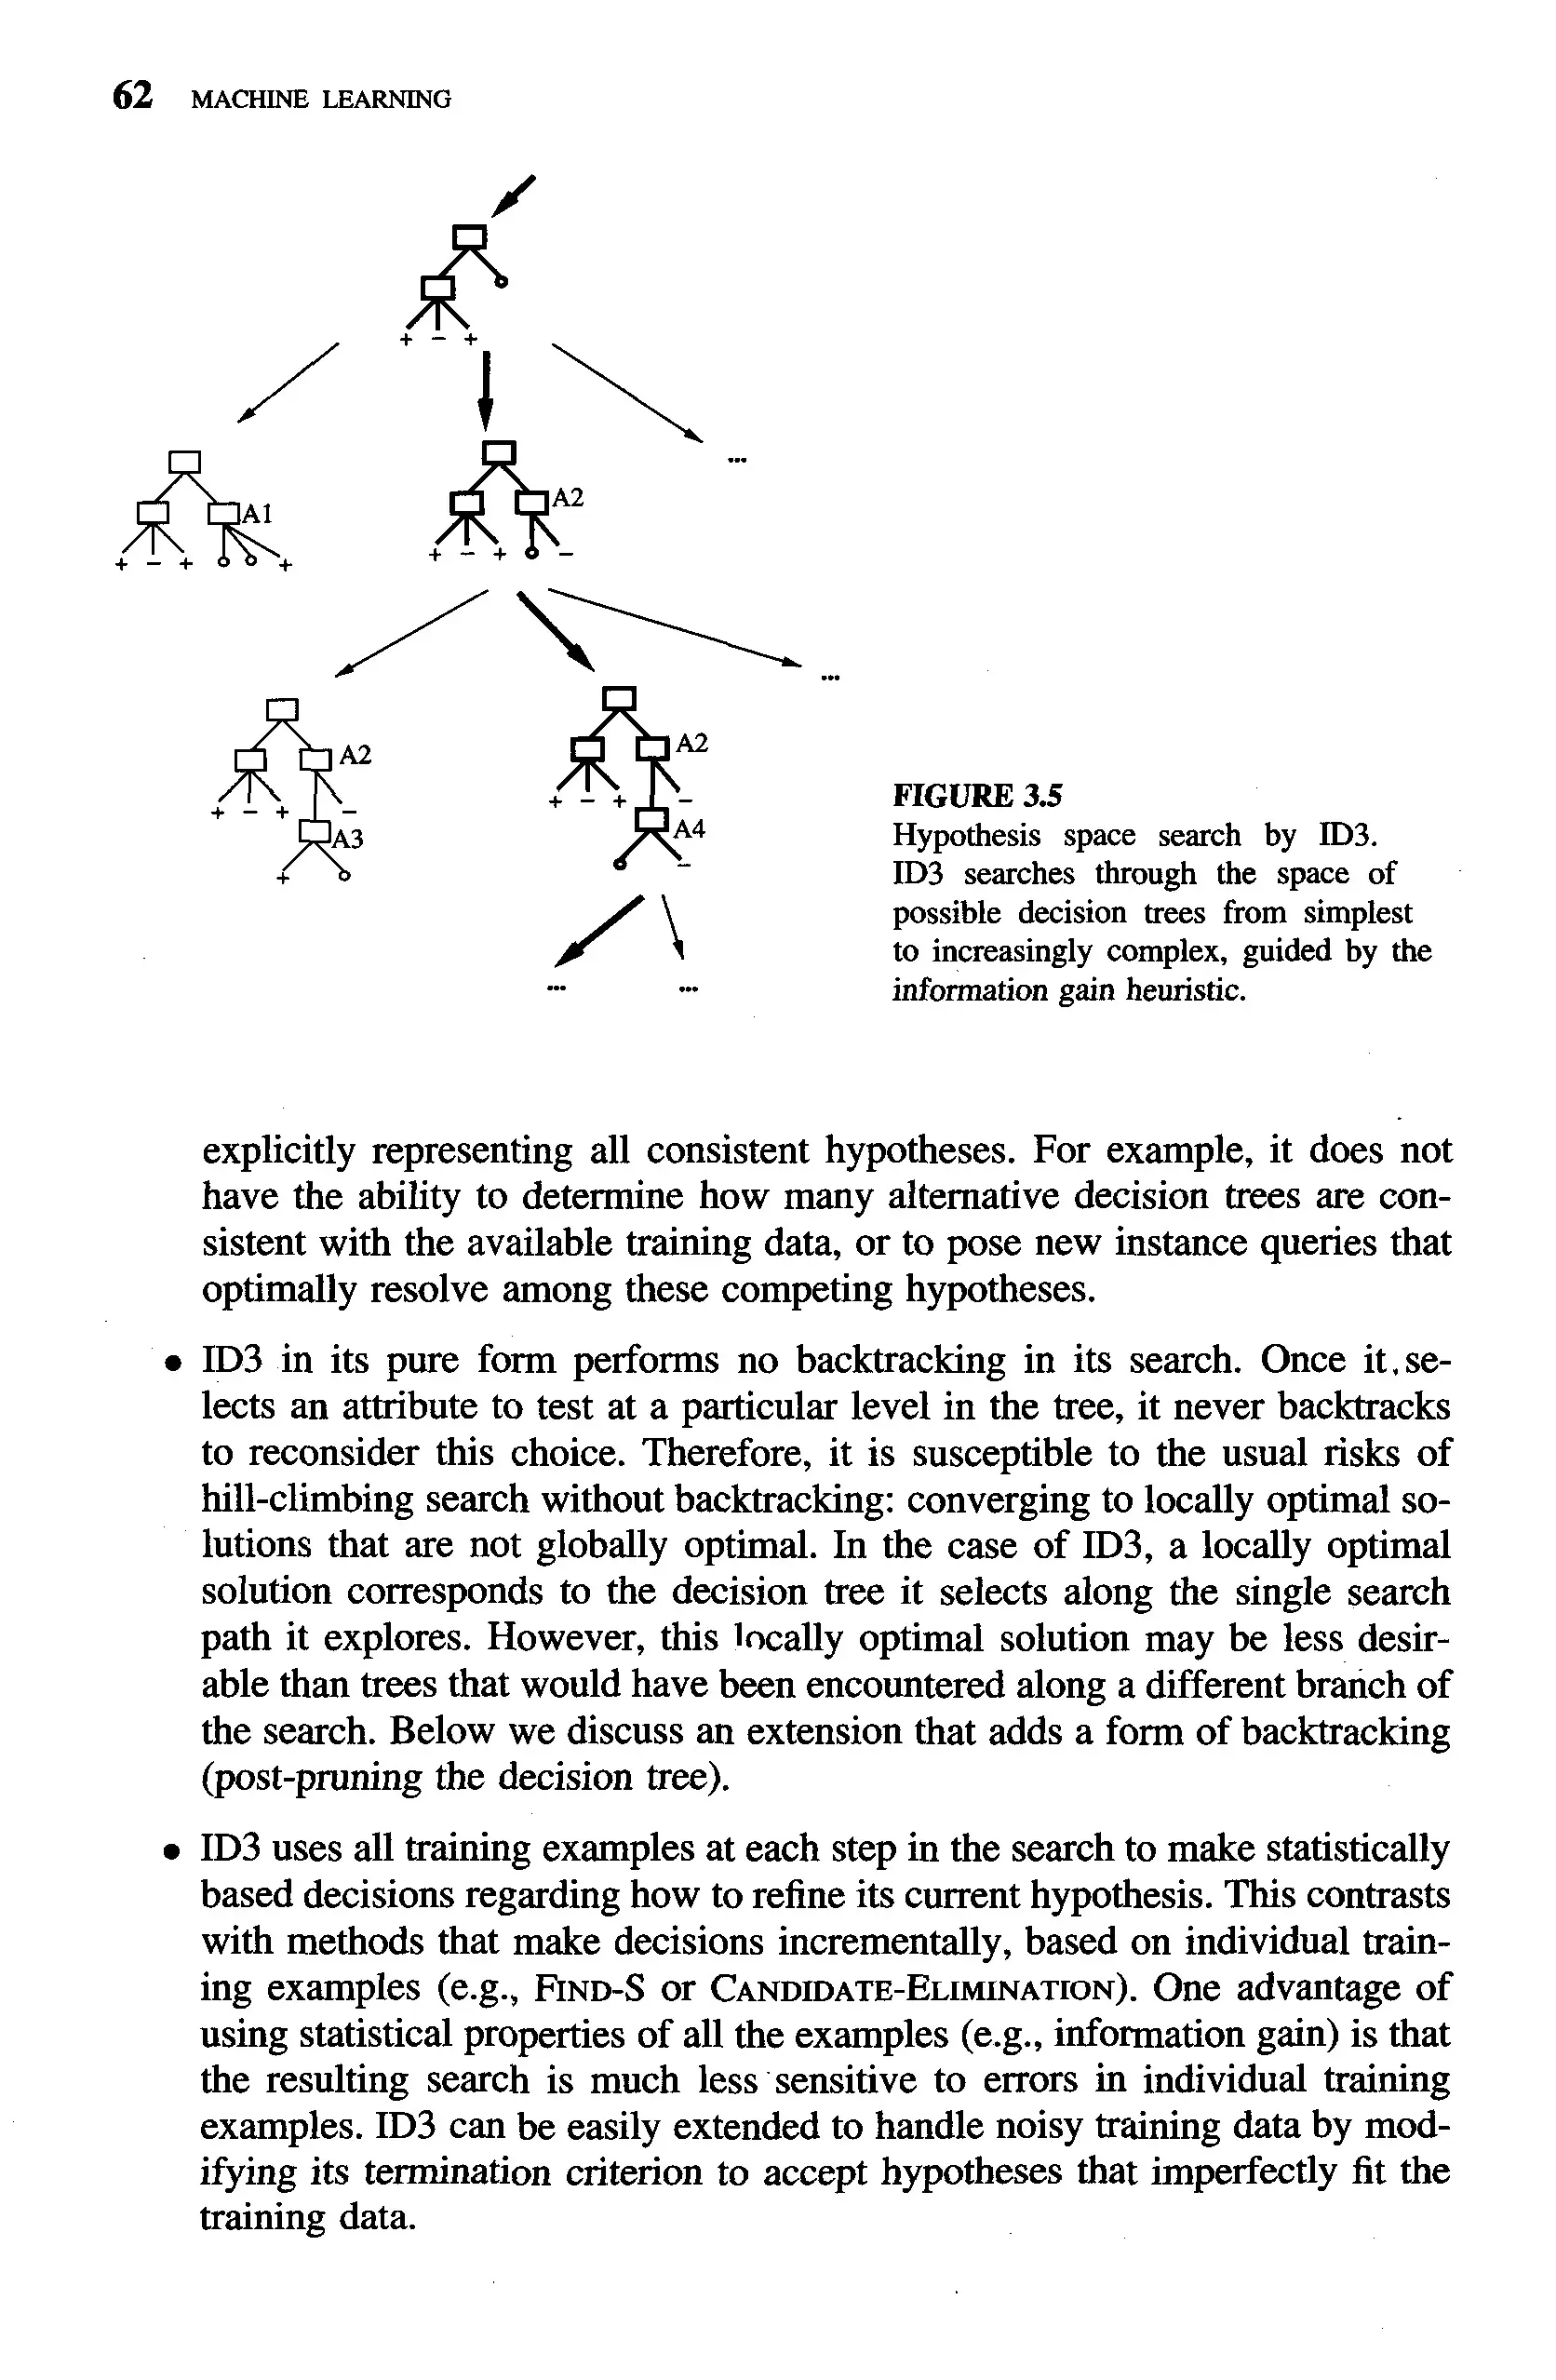 62 MACHINE LEARNING
+ − +
...
A1
+ − + +
A2
+ − + −
...
A2
+ − + −
A3
+
A2
+ − + −
A4
−
... ...
FIGURE 3.5
Hypothesis space search by ID3.
ID3 searches through the space of
possible decision trees from simplest
to increasingly complex, guided by the
information gain heuristic.
explicitly representing all consistent hypotheses. For example, it does not
have the ability to determine how many alternative decision trees are con-
sistent with the available training data, or to pose new instance queries that
optimally resolve among these competing hypotheses.
• ID3 in its pure form performs no backtracking in its search. Once it se-
lects an attribute to test at a particular level in the tree, it never backtracks
to reconsider this choice. Therefore, it is susceptible to the usual risks of
hill-climbing search without backtracking: converging to locally optimal so-
lutions that are not globally optimal. In the case of ID3, a locally optimal
solution corresponds to the decision tree it selects along the single search
path it explores. However, this locally optimal solution may be less desir-
able than trees that would have been encountered along a different branch of
the search. Below we discuss an extension that adds a form of backtracking
(post-pruning the decision tree).
• ID3 uses all training examples at each step in the search to make statistically
based decisions regarding how to refine its current hypothesis. This contrasts
with methods that make decisions incrementally, based on individual train-
ing examples (e.g., FIND-S or CANDIDATE-ELIMINATION). One advantage of
using statistical properties of all the examples (e.g., information gain) is that
the resulting search is much less sensitive to errors in individual training
examples. ID3 can be easily extended to handle noisy training data by mod-
ifying its termination criterion to accept hypotheses that imperfectly fit the
training data.